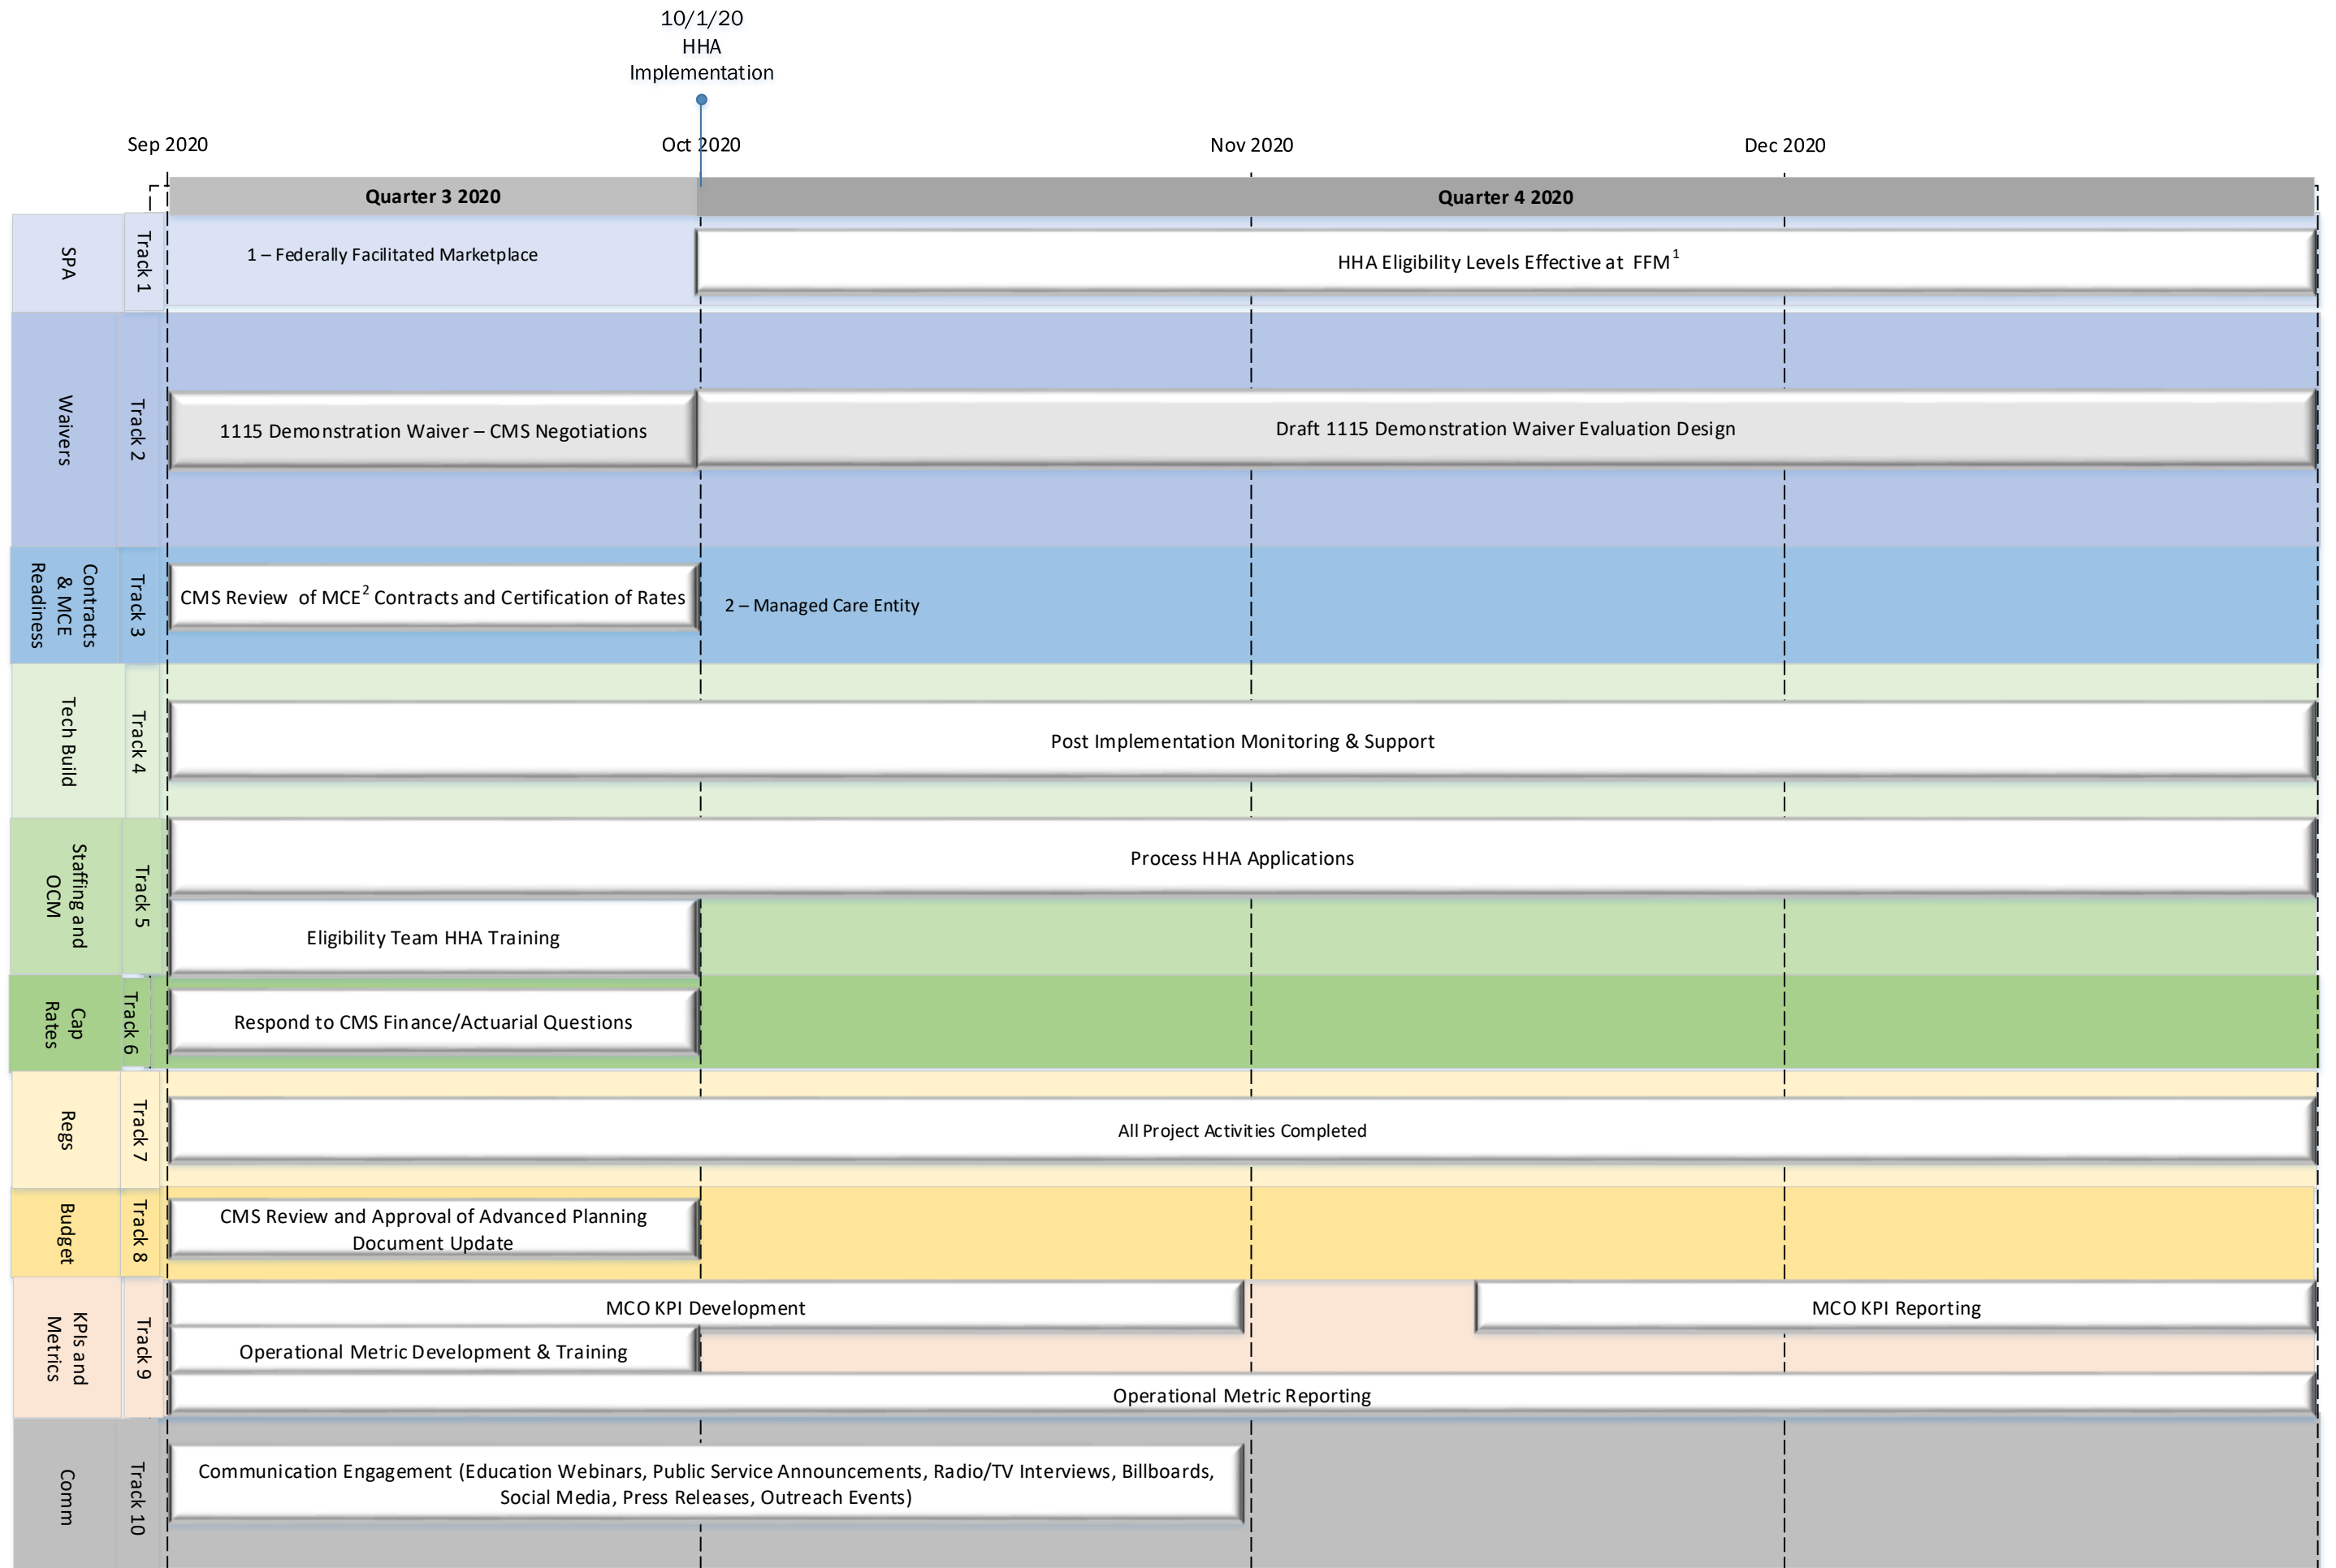 10/1/20
HHA
Implementation
Sep 2020
Oct 2020
Nov 2020
Dec 2020
Quarter 3 2020
Quarter 4 2020
SPA
Track 1
1 – Federally Facilitated Marketplace
HHA Eligibility Levels Effective at FFM1
Waivers
Track 2
1115 Demonstration Waiver – CMS Negotiations
Draft 1115 Demonstration Waiver Evaluation Design
Contracts
& MCE
Readiness
Track 3
CMS Review of MCE2 Contracts and Certification of Rates
2 – Managed Care Entity
Tech Build
Track 4
Post Implementation Monitoring & Support
Staffing and
OCM
Track 5
Process HHA Applications
Eligibility Team HHA Training
Cap
Rates
Track 6
Respond to CMS Finance/Actuarial Questions
Regs
Track 7
All Project Activities Completed
Budget
Track 8
CMS Review and Approval of Advanced Planning
Document Update
KPIs and
Metrics
Track 9
MCO KPI Development
MCO KPI Reporting
Operational Metric Development & Training
Operational Metric Reporting
Comm
Track 10
Communication Engagement (Education Webinars, Public Service Announcements, Radio/TV Interviews, Billboards,
Social Media, Press Releases, Outreach Events)